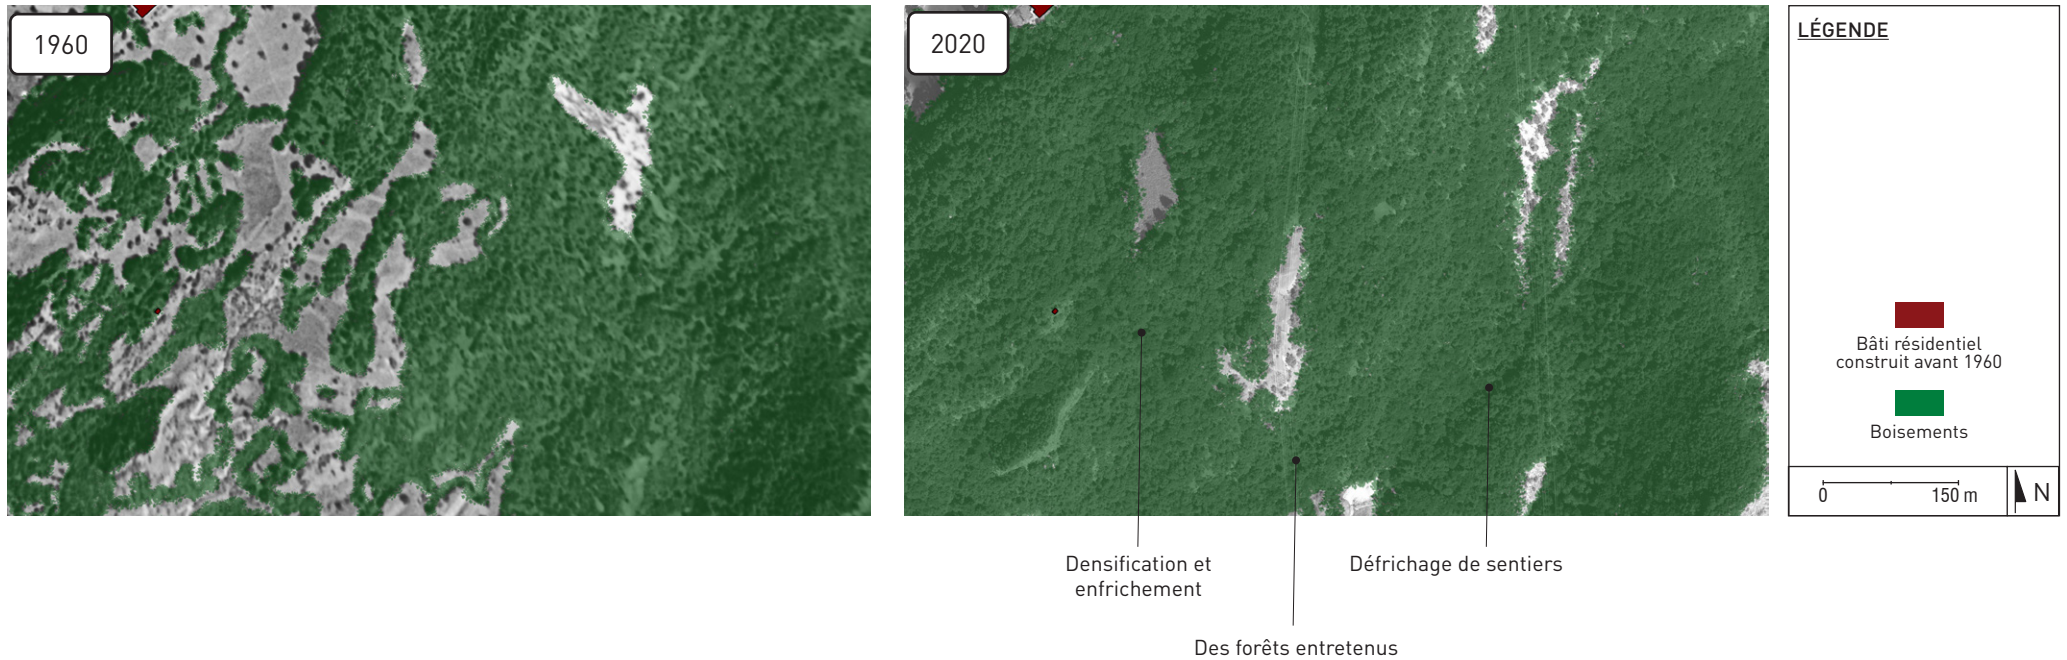 1960
2020
LÉGENDE
Bâti résidentiel
construit avant 1960
Boisements
0
150 m
N
Densification et
enfrichement
Défrichage de sentiers
Des forêts entretenus